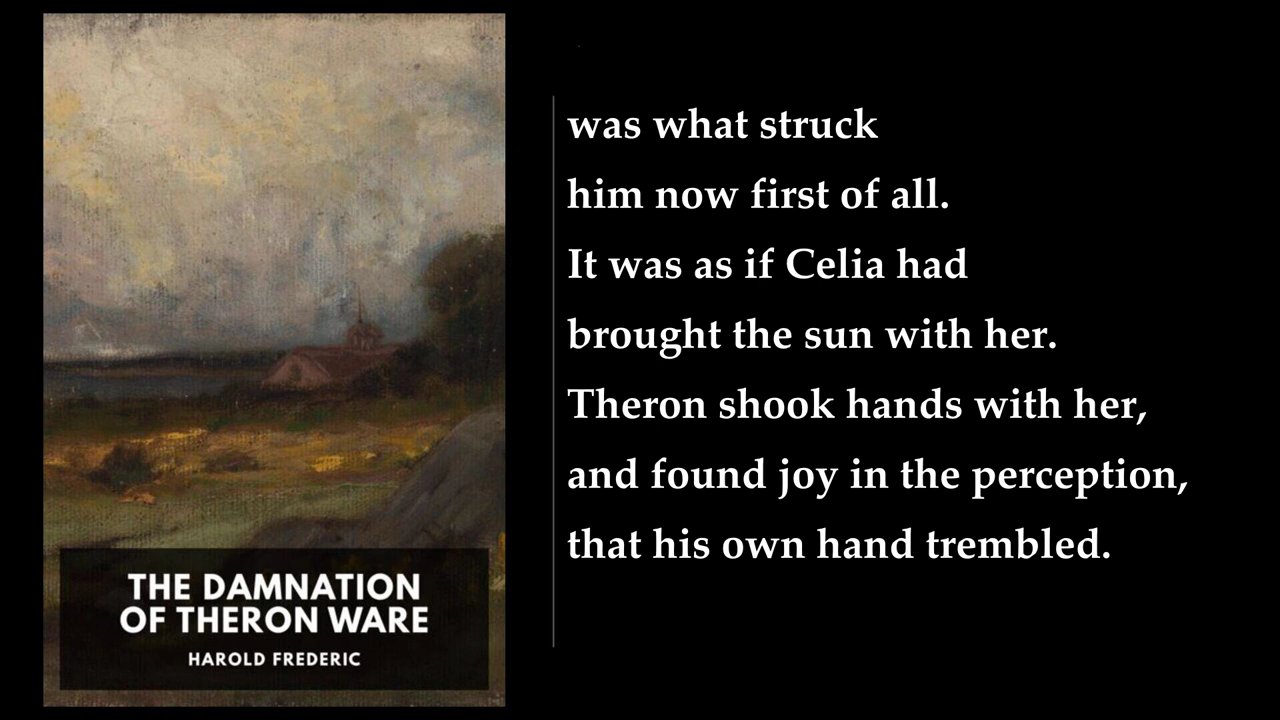 was what struck
him now first of all.
It was as if Celia had
brought the sun with her.
Theron shook hands with her,
and found joy in the perception,
that his own hand trembled.
THE DAMNATION
OF THERON WARE
HAROLD FREDERIC